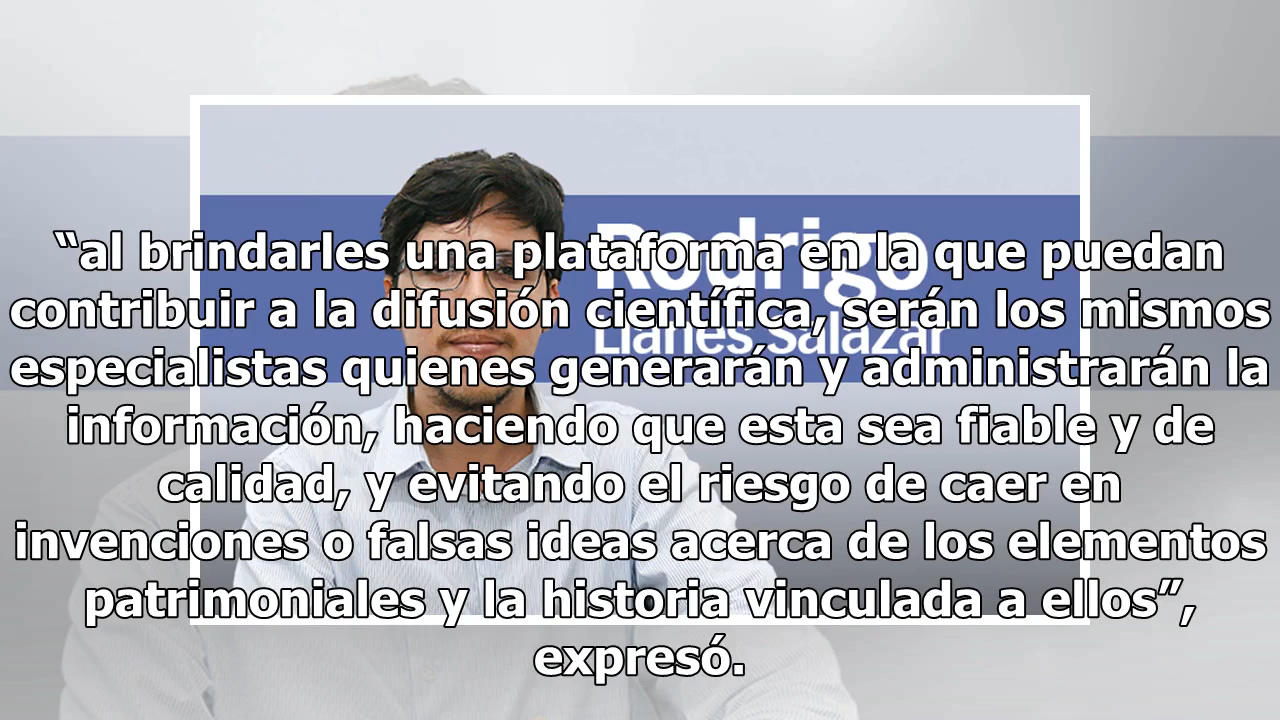 “al brindarles una plataforma en la que puedan
contribuir a la difusión científica, serán los mismos
especialistas quienes generarán y administrarán la
información, haciendo que esta sea fiable y de
calidad, y evitando el riesgo de caer en
invenciones o falsas ideas acerca de los elementos
patrimoniales y la historia vinculada a ellos”,
expresó.
Rodrigo
Llanes Salazar